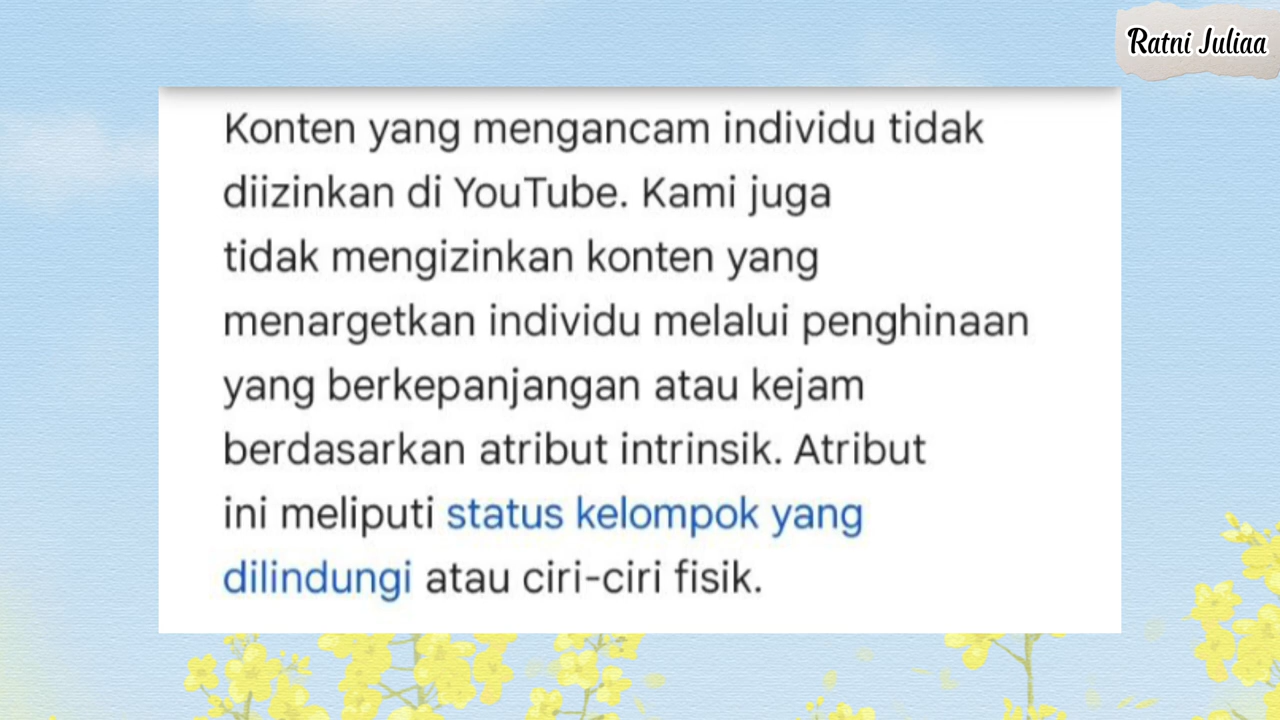 Ratni Juliaa
Konten yang mengancam individu tidak
diizinkan di YouTube. Kami juga
tidak mengizinkan konten yang
menargetkan individu melalui penghinaan
yang berkepanjangan atau kejam
berdasarkan atribut intrinsik. Atribut
ini meliputi status kelompok yang
dilindungi atau ciri-ciri fisik.